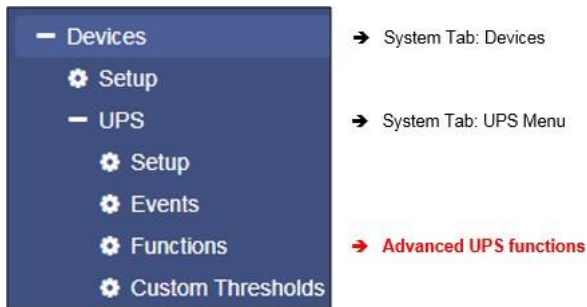 Devices → System Tab: Devices
Setup
UPS → System Tab: UPS Menu
Setup
Events
Functions → Advanced UPS functions
Custom Thresholds